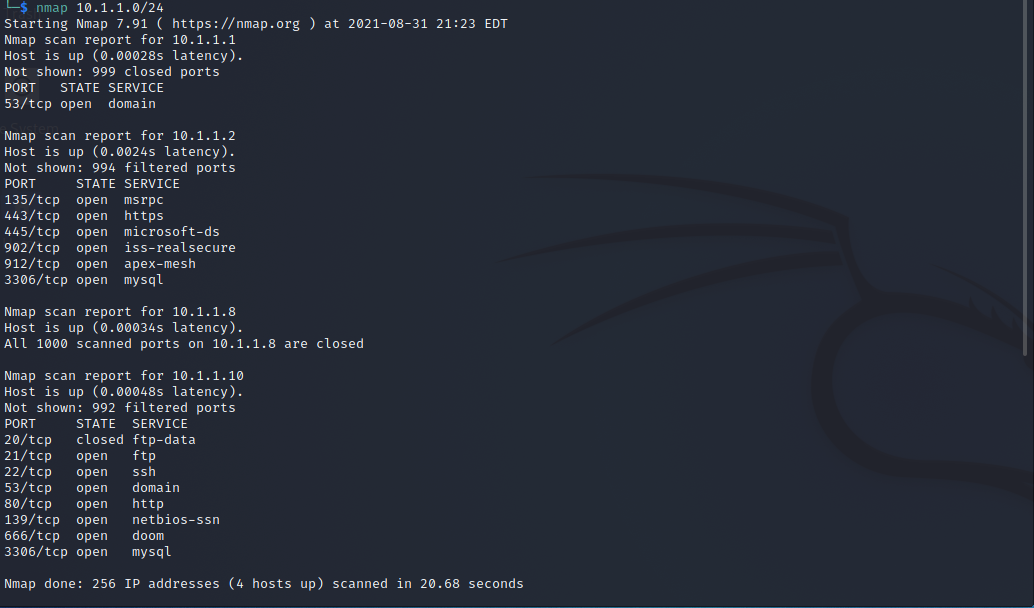 └─$ nmap 10.1.1.0/24
Starting Nmap 7.91 ( https://nmap.org ) at 2021-08-31 21:23 EDT
Nmap scan report for 10.1.1.1
Host is up (0.00028s latency).
Not shown: 999 closed ports
PORT   STATE SERVICE
53/tcp open  domain

Nmap scan report for 10.1.1.2
Host is up (0.0024s latency).
Not shown: 994 filtered ports
PORT     STATE SERVICE
135/tcp  open  msrpc
443/tcp  open  https
445/tcp  open  microsoft-ds
902/tcp  open  iss-realsecure
912/tcp  open  apex-mesh
3306/tcp open  mysql

Nmap scan report for 10.1.1.8
Host is up (0.00034s latency).
All 1000 scanned ports on 10.1.1.8 are closed

Nmap scan report for 10.1.1.10
Host is up (0.00048s latency).
Not shown: 992 filtered ports
PORT     STATE  SERVICE
20/tcp   closed ftp-data
21/tcp   open   ftp
22/tcp   open   ssh
53/tcp   open   domain
80/tcp   open   http
139/tcp  open   netbios-ssn
666/tcp  open   doom
3306/tcp open   mysql

Nmap done: 256 IP addresses (4 hosts up) scanned in 20.68 seconds